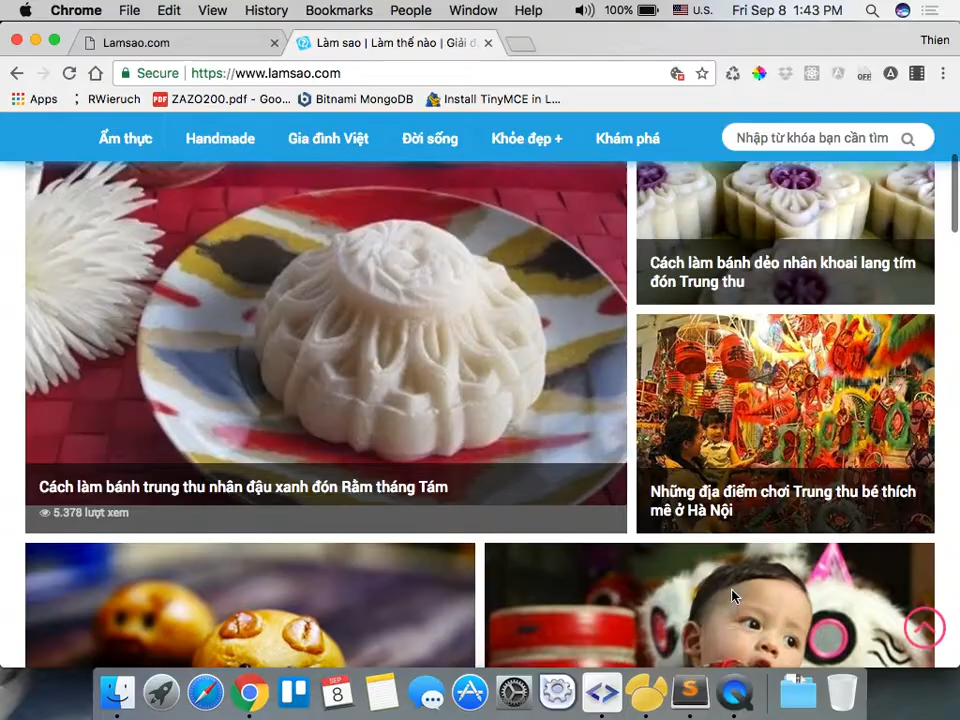 Chrome File Edit View History Bookmarks People Window Help 100% U.S. Fri Sep 8 1:43 PM
Lamsao.com Làm sao | Làm thế nào | Giải đ Thien
Secure https://www.lamsao.com OFF
Apps RWieruch PDF ZAZO200.pdf - Goo... Bitnami MongoDB Install TinyMCE in L...
Ẩm thực Handmade Gia đình Việt Đời sống Khỏe đẹp + Khám phá Nhập từ khóa bạn cần tìm
Cách làm bánh dẻo nhân khoai lang tím
đón Trung thu
Cách làm bánh trung thu nhân đậu xanh đón Rằm tháng Tám
5.378 lượt xem
Những địa điểm chơi Trung thu bé thích
mê ở Hà Nội
SEP
8